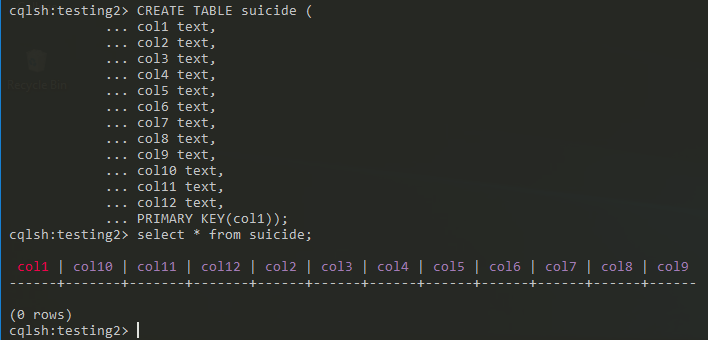 cqlsh:testing2> CREATE TABLE suicide (
... col1 text,
... col2 text,
... col3 text,
... col4 text,
... col5 text,
... col6 text,
... col7 text,
... col8 text,
... col9 text,
... col10 text,
... col11 text,
... col12 text,
... PRIMARY KEY(col1));
cqlsh:testing2> select * from suicide;
col1 | col10 | col11 | col12 | col2 | col3 | col4 | col5 | col6 | col7 | col8 | col9
------+-------+-------+-------+------+------+------+------+------+------+------+------
(0 rows)
cqlsh:testing2>
Recycle Bin